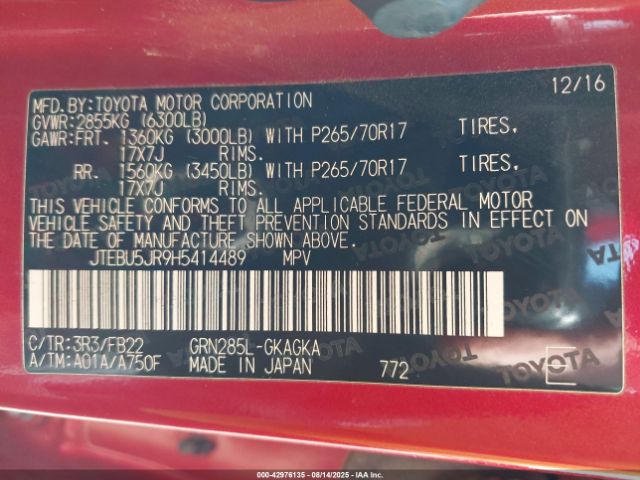 12/16
MFD.BY:TOYOTA MOTOR CORPORATION
GVWR:2855KG (6300LB)
GAWR:FRT. 1360KG (3000LB) WITH P265/70R17 TIRES,
17X7J RIMS.
RR. 1560KG (3450LB) WITH P265/70R17 TIRES,
17X7J RIMS.
THIS VEHICLE CONFORMS TO ALL APPLICABLE FEDERAL MOTOR
VEHICLE SAFETY AND THEFT PREVENTION STANDARDS IN EFFECT ON
THE DATE OF MANUFACTURE SHOWN ABOVE.
JTEBU5JR9H5414489 MPV
C/TR:3R3/FB22 GRN285L-GKAGKA
A/TM:A01A/A750F MADE IN JAPAN 772
000-42976135 - 08/14/2025 - IAA Inc.